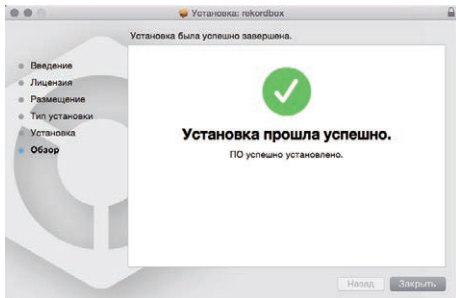 Установка: rekordbox
Установка была успешно завершена.
Введение
Лицензия
Размещение
Тип установки
Установка
Обзор
Установка прошла успешно.
ПО успешно установлено.
Назад
Закрыть